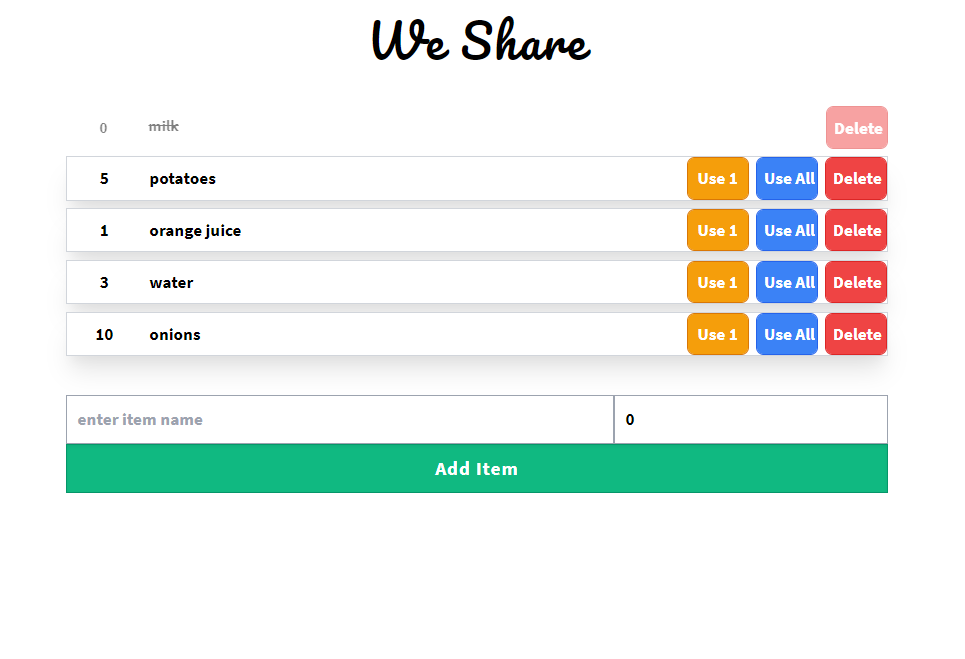 We Share
0 milk Delete
5 potatoes Use 1 Use All Delete
1 orange juice Use 1 Use All Delete
3 water Use 1 Use All Delete
10 onions Use 1 Use All Delete
enter item name 0
Add Item